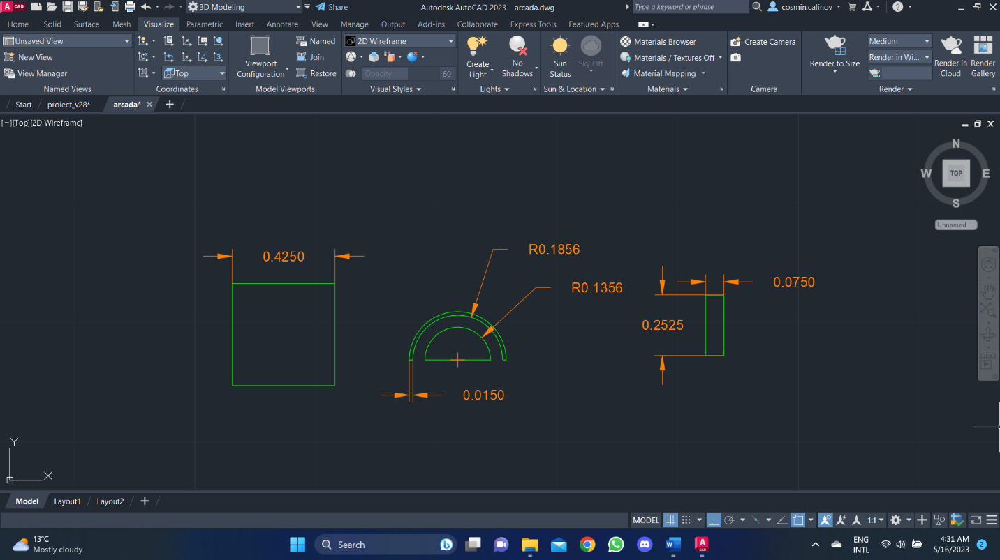 A CAD 3D Modeling Share Autodesk AutoCAD 2023 arcada.dwg Type a keyword or phrase cosmin.calinov ?
Home Solid Surface Mesh Visualize Parametric Insert Annotate View Manage Output Add-ins Collaborate Express Tools Featured Apps
Unsaved View
New View
View Manager
Named Views
Top
Coordinates
Viewport
Configuration
Named
Join
Restore
Model Viewports
2D Wireframe
Opacity 60
Visual Styles
Create
Light
No
Shadows
Lights
Sun
Status
Sky Off
Sun & Location
Materials Browser
Materials / Textures Off
Material Mapping
Materials
Create Camera
Camera
Render to Size
Medium
Render in Wi...
Render in
Cloud
Render
Gallery
Render
Start proiect_v28* arcada*
[−][Top][2D Wireframe]
N
W TOP E
S
Unnamed
0.4250
R0.1856
R0.1356
0.0150
0.0750
0.2525
Y
X
Model Layout1 Layout2
MODEL 1:1
13°C
Mostly cloudy
Search
ENG
INTL
4:31 AM
5/16/2023
2